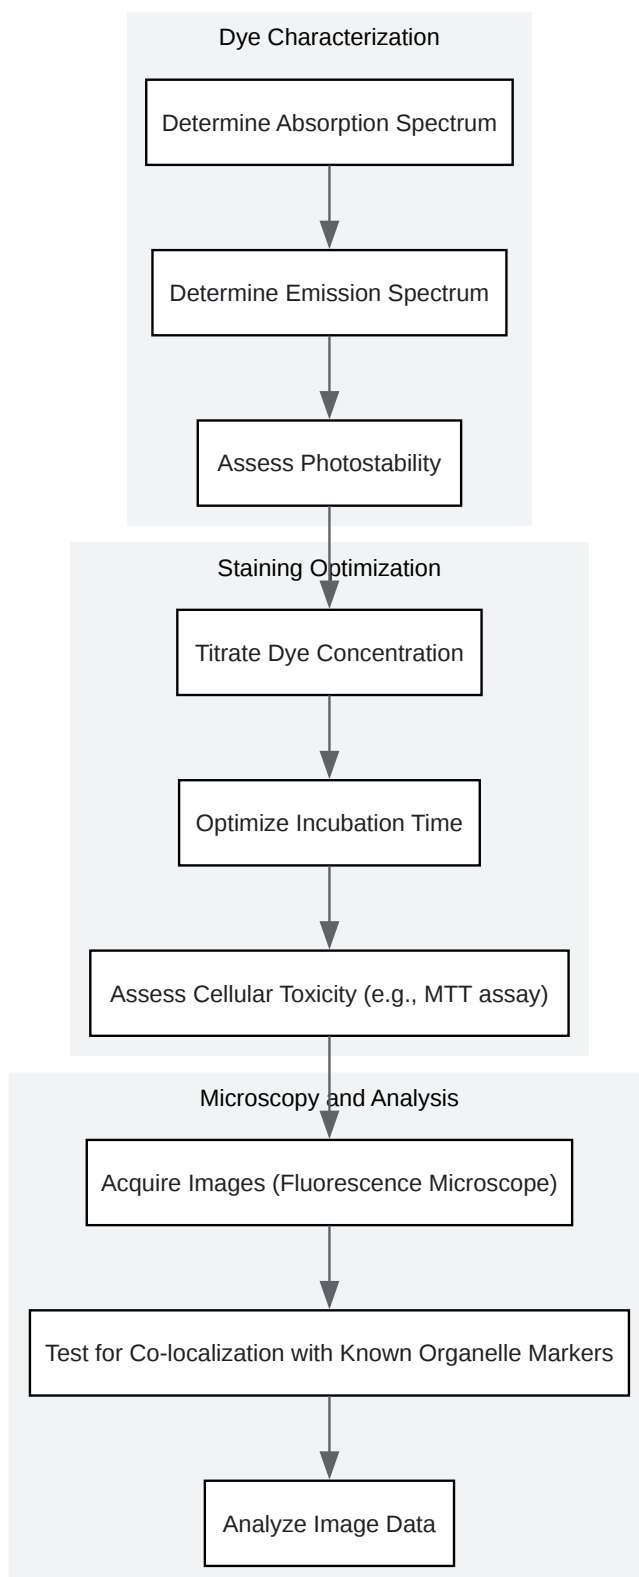 Dye Characterization
Determine Absorption Spectrum
Determine Emission Spectrum
Assess Photostability
Staining Optimization
Titrate Dye Concentration
Optimize Incubation Time
Assess Cellular Toxicity (e.g., MTT assay)
Microscopy and Analysis
Acquire Images (Fluorescence Microscope)
Test for Co-localization with Known Organelle Markers
Analyze Image Data